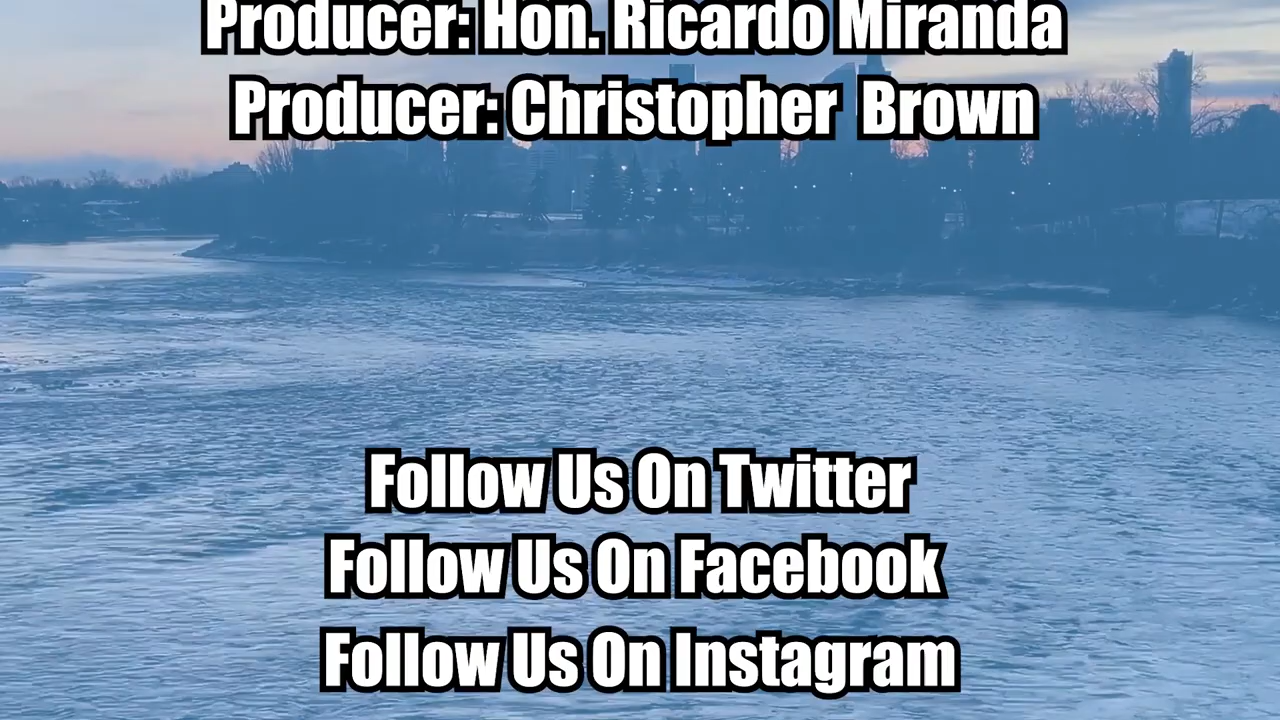 Producer: Hon. Ricardo Miranda
Producer: Christopher Brown
Follow Us On Twitter
Follow Us On Facebook
Follow Us On Instagram